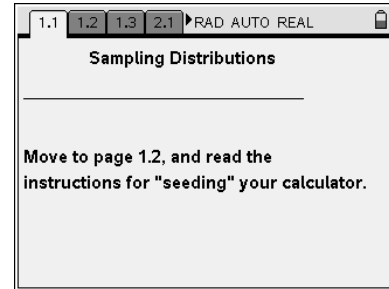 1.1 1.2 1.3 2.1 RAD AUTO REAL
Sampling Distributions
Move to page 1.2, and read the
instructions for "seeding" your calculator.